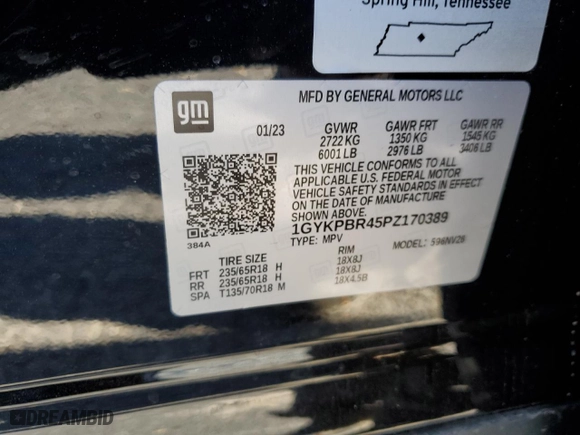 Spring Hill, Tennessee
gm
MFD BY GENERAL MOTORS LLC
01/23 GVWR GAWR FRT GAWR RR
2722 KG 1350 KG 1545 KG
6001 LB 2976 LB 3406 LB
THIS VEHICLE CONFORMS TO ALL
APPLICABLE U.S. FEDERAL MOTOR
VEHICLE SAFETY STANDARDS IN EFFECT
ON THE DATE OF MANUFACTURE
SHOWN ABOVE.
1GYKPBR45PZ170389
384A
TYPE: MPV MODEL: 596NV26
TIRE SIZE RIM
FRT 235/65R18 H 18X8J
RR 235/65R18 H 18X8J
SPA T135/70R18 M 18X4.5B
DREAMBID